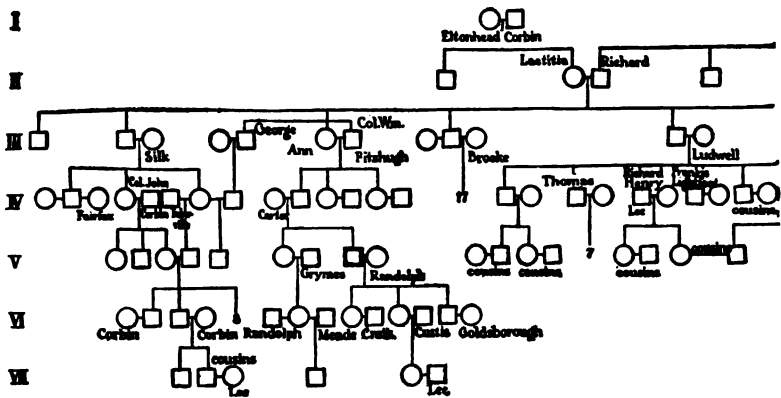 I
Eltonhead Corbin
II
Laetitia Richard
III
George Col. Wm.
Silk Ann Fitzhugh Brooke Ludwell
IV
Col. John Thomas Richard Henry Francis
Fairfax Corbin Carter 17 Lee cousins
V
Grymes Randolph cousins cousins 7 cousins cousins
VI
Corbin 3 Corbin Randolph Meade Custis Goldsborough
VII
cousins
Lee Lee